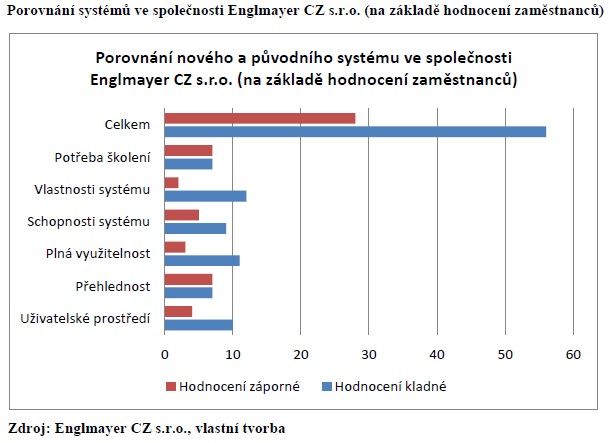 Porovnání systémů ve společnosti Englmayer CZ s.r.o. (na základě hodnocení zaměstnanců)
Porovnání nového a původního systému ve společnosti
Englmayer CZ s.r.o. (na základě hodnocení zaměstnanců)
Celkem
Potřeba školení
Vlastnosti systému
Schopnosti systému
Plná využitelnost
Přehlednost
Uživatelské prostředí
0 10 20 30 40 50 60
Hodnocení záporné Hodnocení kladné
Zdroj: Englmayer CZ s.r.o., vlastní tvorba